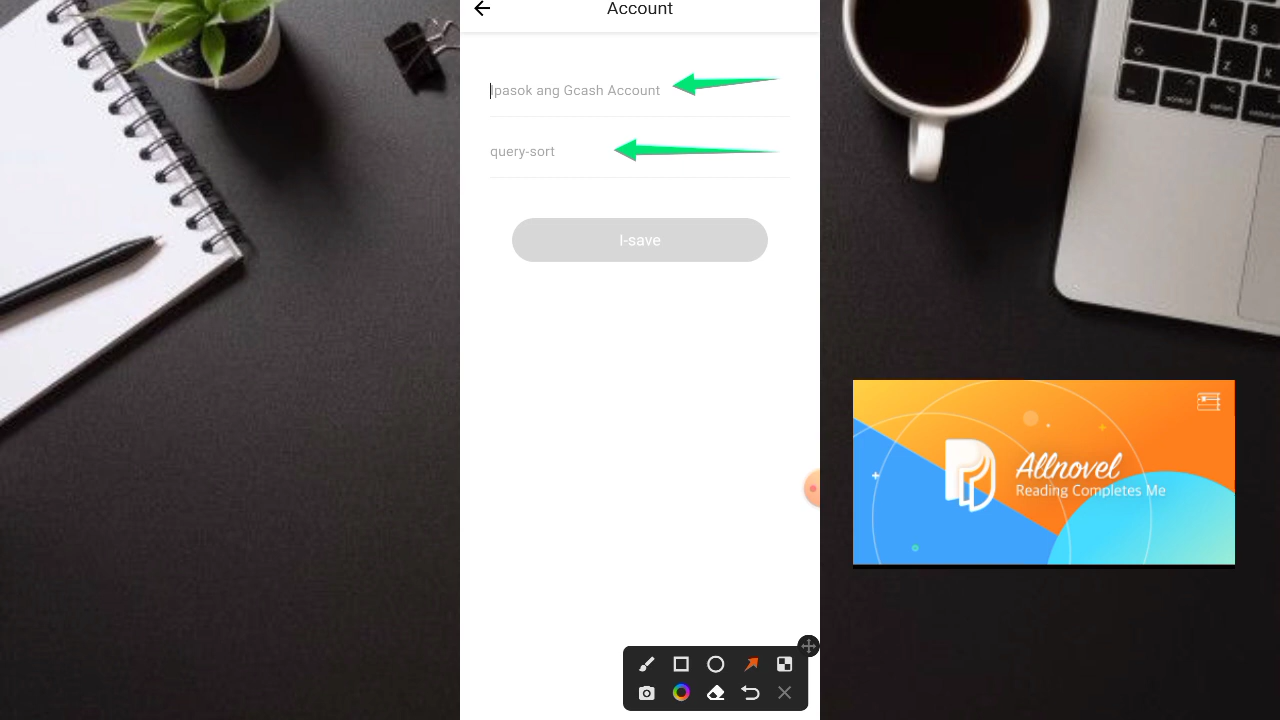 Account
Ipasok ang Gcash Account
query-sort
I-save
Allnovel
Reading Completes Me
A
S
Z
X